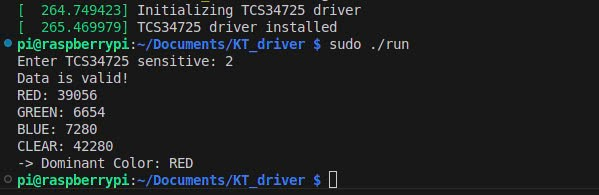 [  264.749423] Initializing TCS34725 driver
[  265.469979] TCS34725 driver installed
pi@raspberrypi:~/Documents/KT_driver $ sudo ./run
Enter TCS34725 sensitive: 2
Data is valid!
RED: 39056
GREEN: 6654
BLUE: 7280
CLEAR: 42280
-> Dominant Color: RED
pi@raspberrypi:~/Documents/KT_driver $